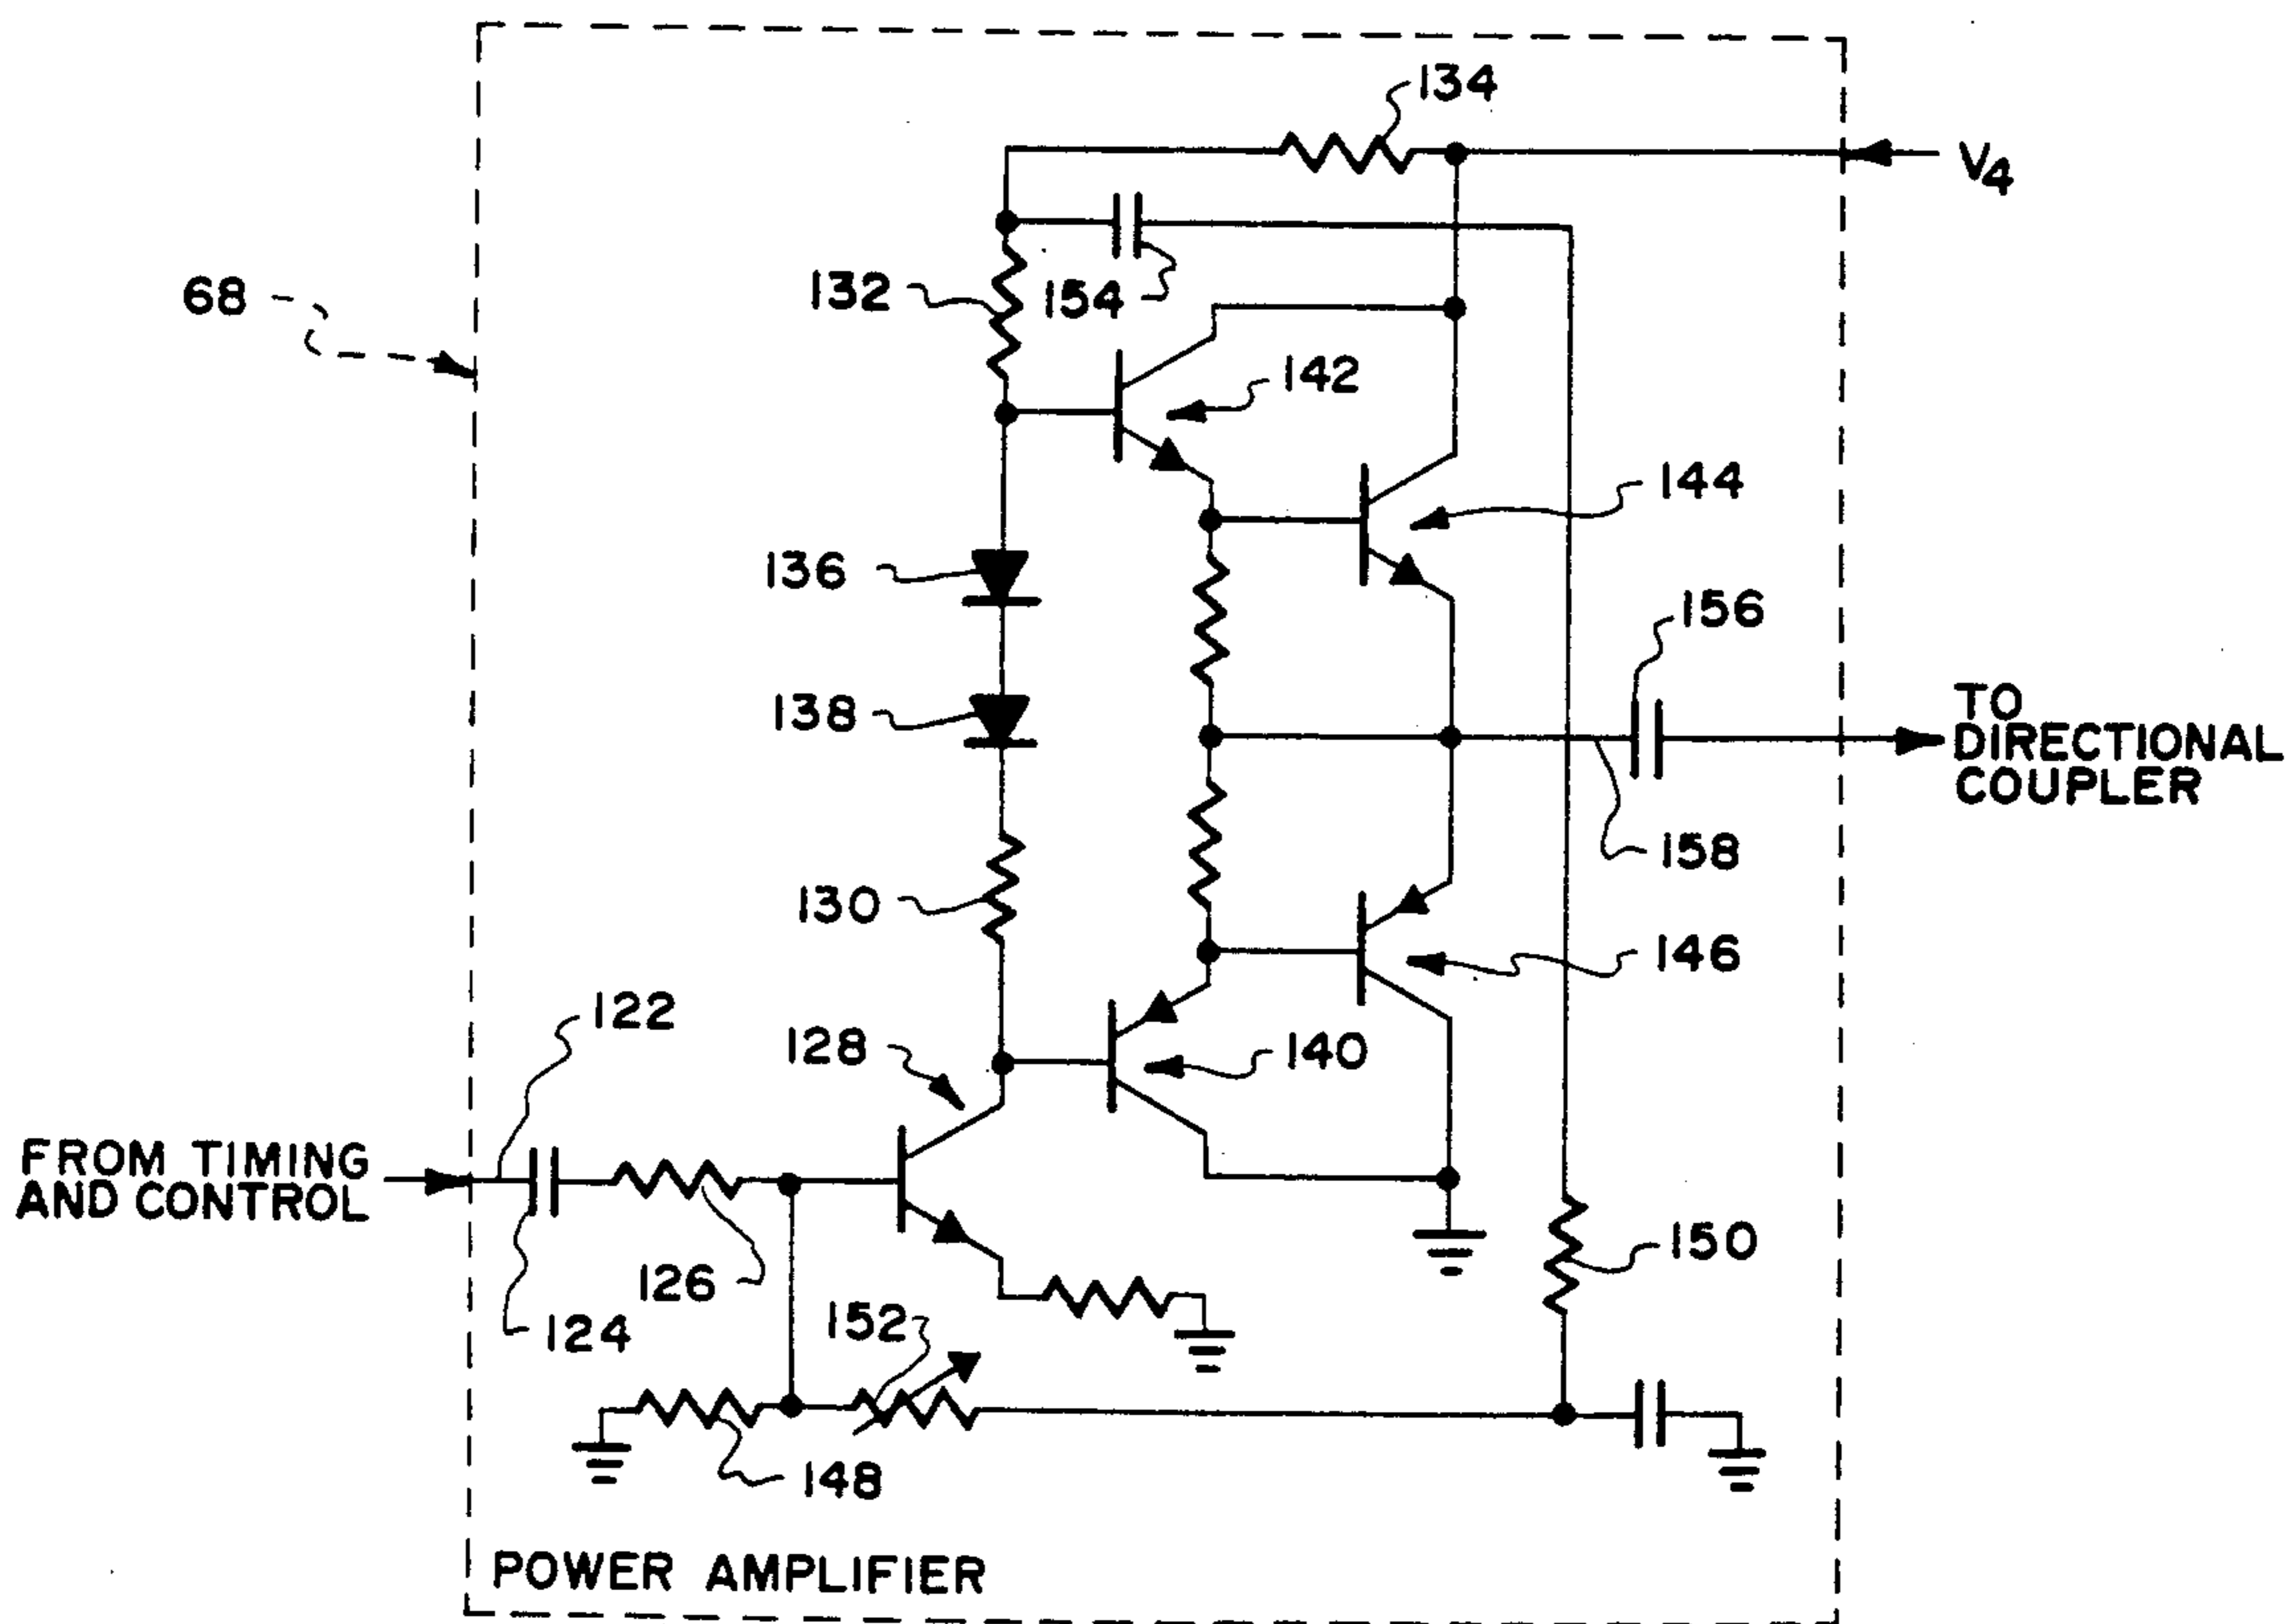 134
V4
68
132
154
142
144
136
156
138
TO
DIRECTIONAL
COUPLER
158
130
146
122
128
140
FROM TIMING
AND CONTROL
150
126
152
124
148
POWER AMPLIFIER